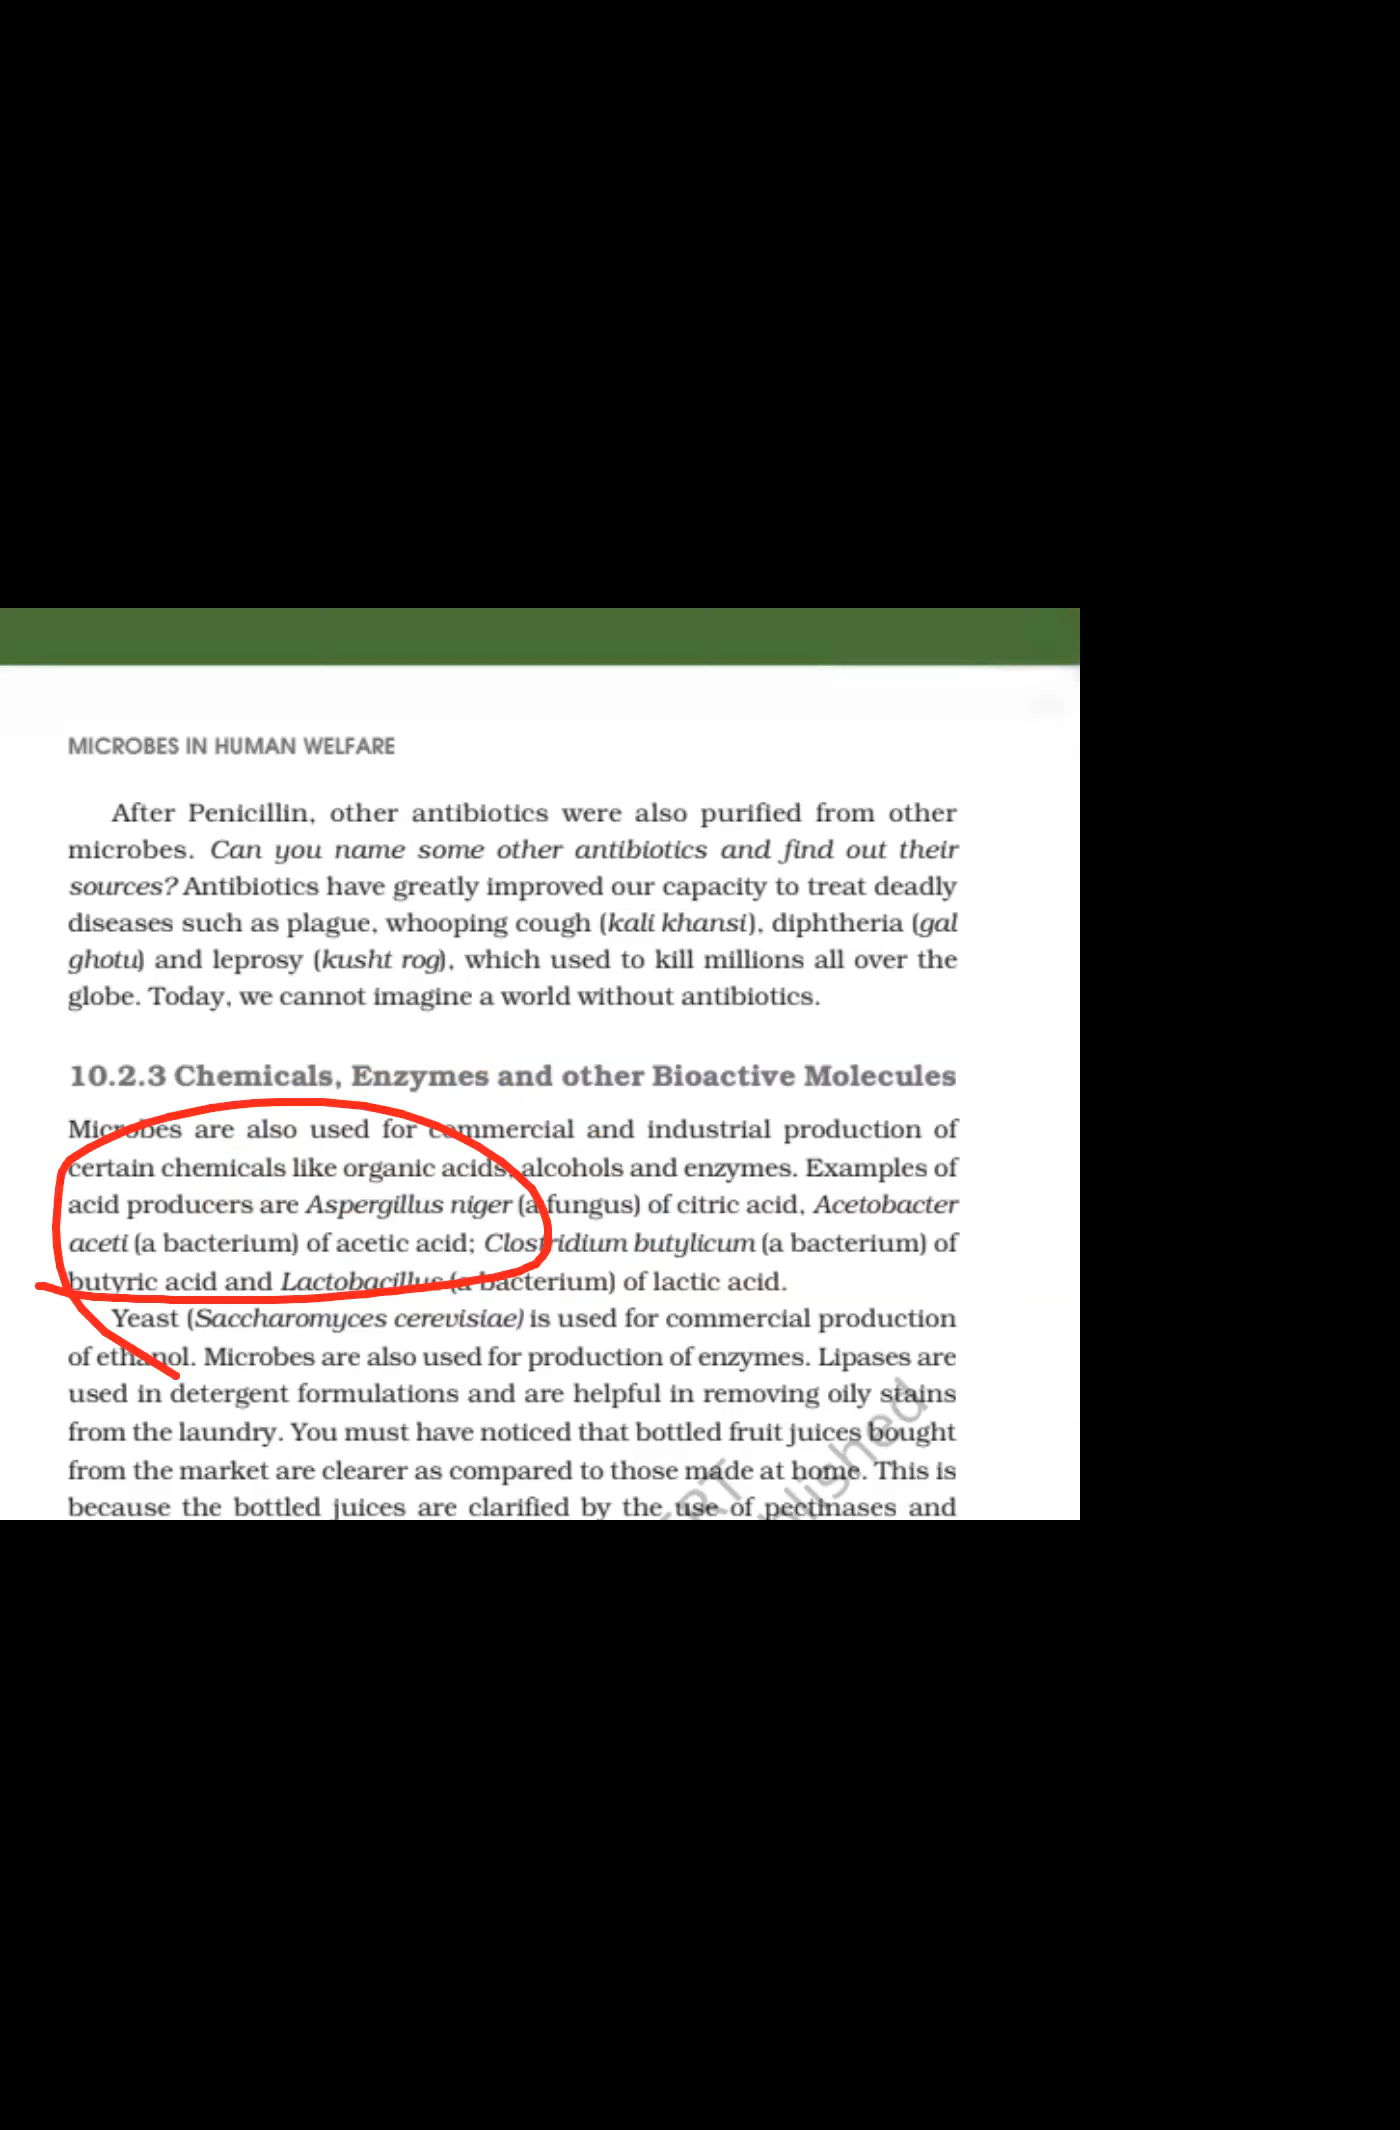 MICROBES IN HUMAN WELFARE
After Penicillin, other antibiotics were also purified from other
microbes. Can you name some other antibiotics and find out their
sources? Antibiotics have greatly improved our capacity to treat deadly
diseases such as plague, whooping cough (kali khansi), diphtheria (gal
ghotu) and leprosy (kusht rog), which used to kill millions all over the
globe. Today, we cannot imagine a world without antibiotics.
10.2.3 Chemicals, Enzymes and other Bioactive Molecules
Microbes are also used for commercial and industrial production of
certain chemicals like organic acids, alcohols and enzymes. Examples of
acid producers are Aspergillus niger (a fungus) of citric acid, Acetobacter
aceti (a bacterium) of acetic acid; Clostridium butylicum (a bacterium) of
butyric acid and Lactobacillus (a bacterium) of lactic acid.
Yeast (Saccharomyces cerevisiae) is used for commercial production
of ethanol. Microbes are also used for production of enzymes. Lipases are
used in detergent formulations and are helpful in removing oily stains
from the laundry. You must have noticed that bottled fruit juices bought
from the market are clearer as compared to those made at home. This is
because the bottled juices are clarified by the use of pectinases and